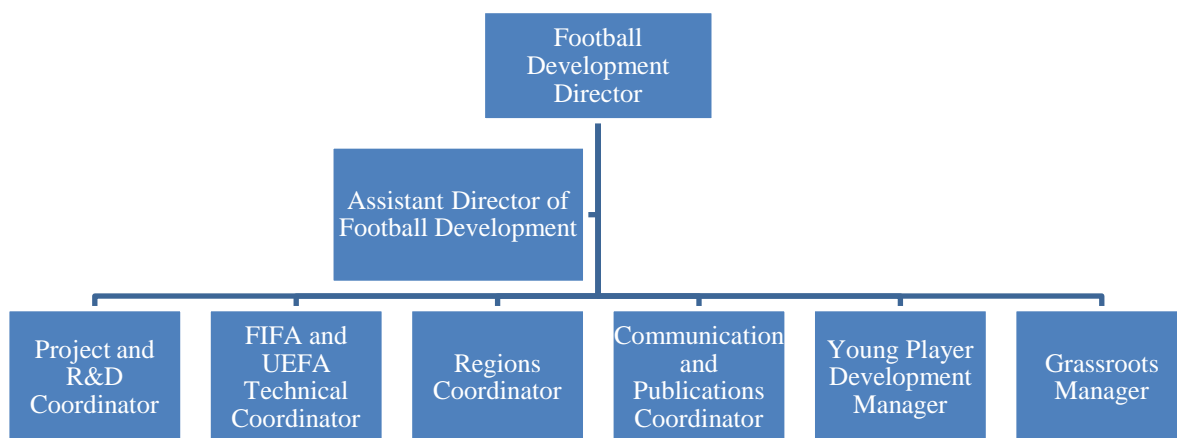 Football
Development
Director
Assistant Director of
Football Development
Project and
R&D
Coordinator
FIFA and
UEFA
Technical
Coordinator
Regions
Coordinator
Communication
and
Publications
Coordinator
Young Player
Development
Manager
Grassroots
Manager